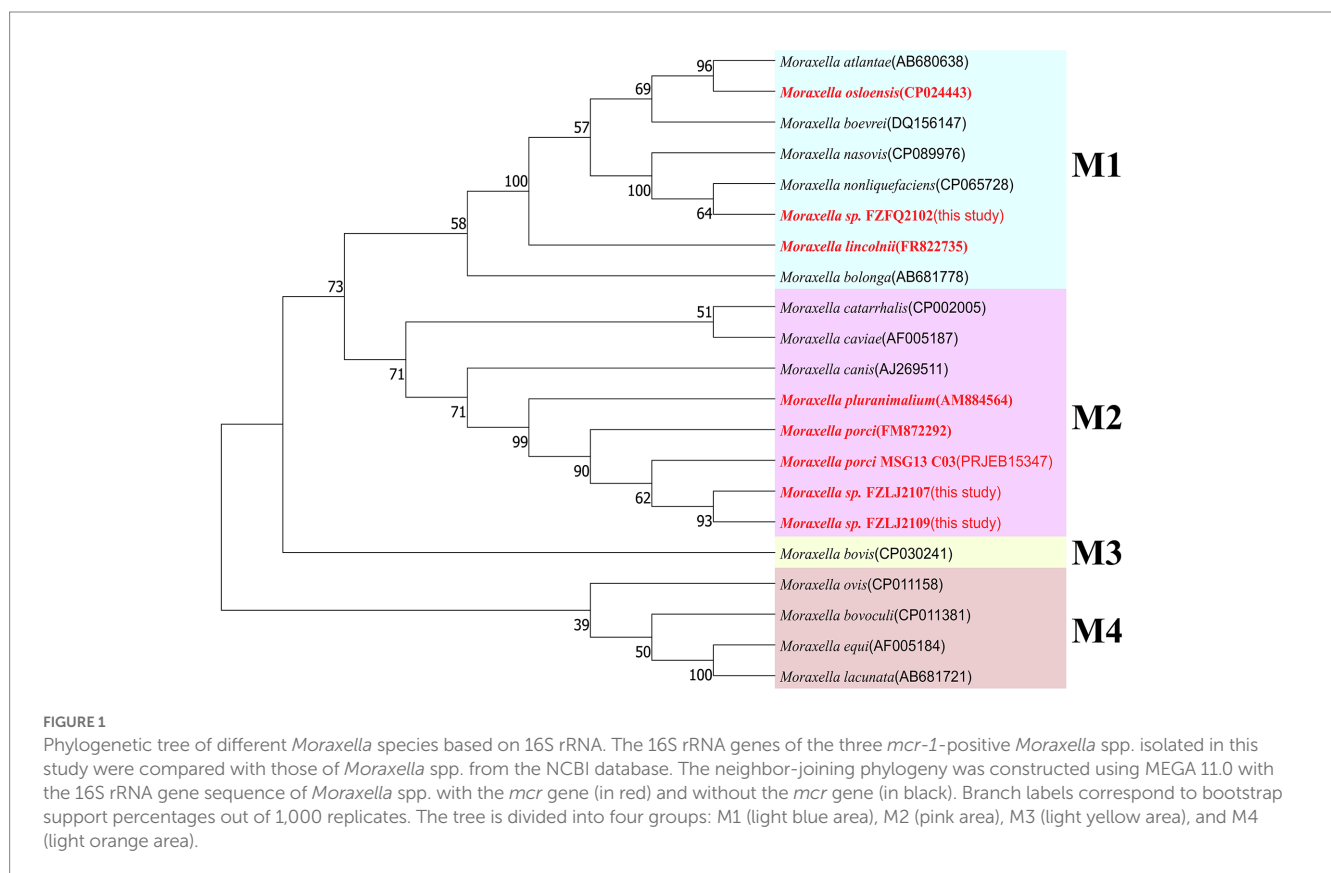 Moraxella atlantae(AB680638)
96
Moraxella osloensis(CP024443)
69
Moraxella boevrei(DQ156147)
57
Moraxella nasovis(CP089976)
M1
100
Moraxella nonliquefaciens(CP065728)
100
64
Moraxella sp. FZFQ2102(this study)
58
Moraxella lincolnii(FR822735)
Moraxella bolonga(AB681778)
73
Moraxella catarrhalis(CP002005)
51
Moraxella caviae(AF005187)
71
Moraxella canis(AJ269511)
71
Moraxella pluranimalium(AM884564)
M2
99
Moraxella porci(FM872292)
90
Moraxella porci MSG13 C03(PRJEB15347)
62
Moraxella sp. FZLJ2107(this study)
93
Moraxella sp. FZLJ2109(this study)
Moraxella bovis(CP030241)
M3
Moraxella ovis(CP011158)
39
Moraxella bovoculi(CP011381)
M4
50
Moraxella equi(AF005184)
100
Moraxella lacunata(AB681721)
FIGURE 1
Phylogenetic tree of different Moraxella species based on 16S rRNA. The 16S rRNA genes of the three mcr-1-positive Moraxella spp. isolated in this
study were compared with those of Moraxella spp. from the NCBI database. The neighbor-joining phylogeny was constructed using MEGA 11.0 with
the 16S rRNA gene sequence of Moraxella spp. with the mcr gene (in red) and without the mcr gene (in black). Branch labels correspond to bootstrap
support percentages out of 1,000 replicates. The tree is divided into four groups: M1 (light blue area), M2 (pink area), M3 (light yellow area), and M4
(light orange area).